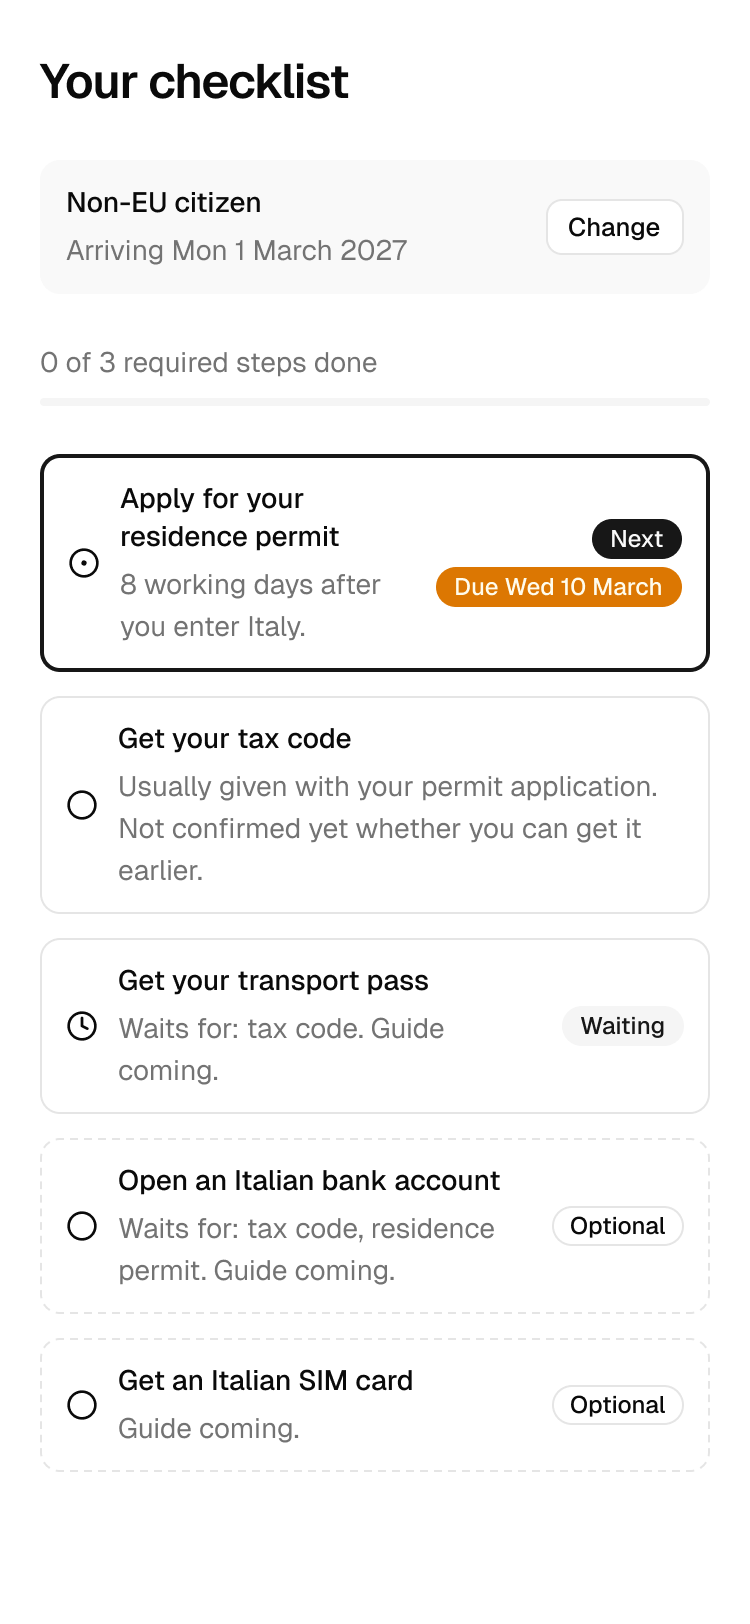 Your checklist
Non-EU citizen
Arriving Mon 1 March 2027
Change
0 of 3 required steps done
Apply for your
residence permit
8 working days after
you enter Italy.
Next
Due Wed 10 March
Get your tax code
Usually given with your permit application.
Not confirmed yet whether you can get it
earlier.
Get your transport pass
Waits for: tax code. Guide
coming.
Waiting
Open an Italian bank account
Waits for: tax code, residence
permit. Guide coming.
Optional
Get an Italian SIM card
Guide coming.
Optional